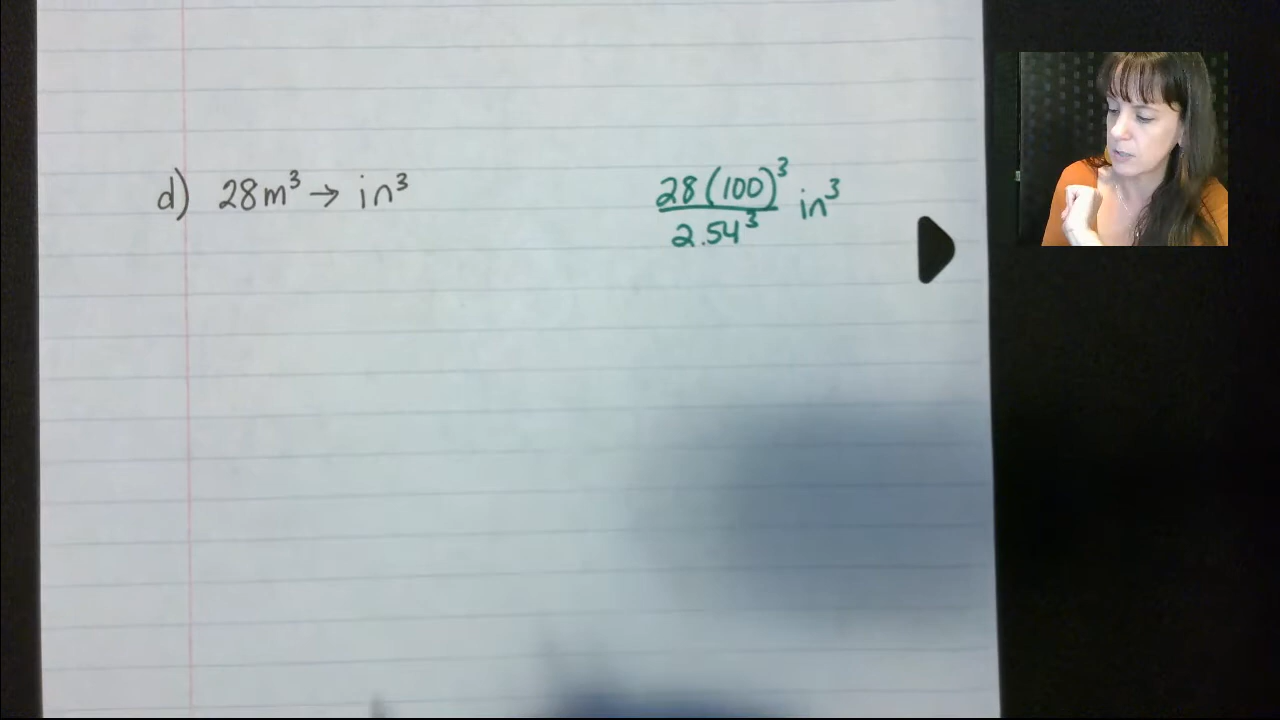 d) 28m³ → in³
28(100)³
2.54³
in³